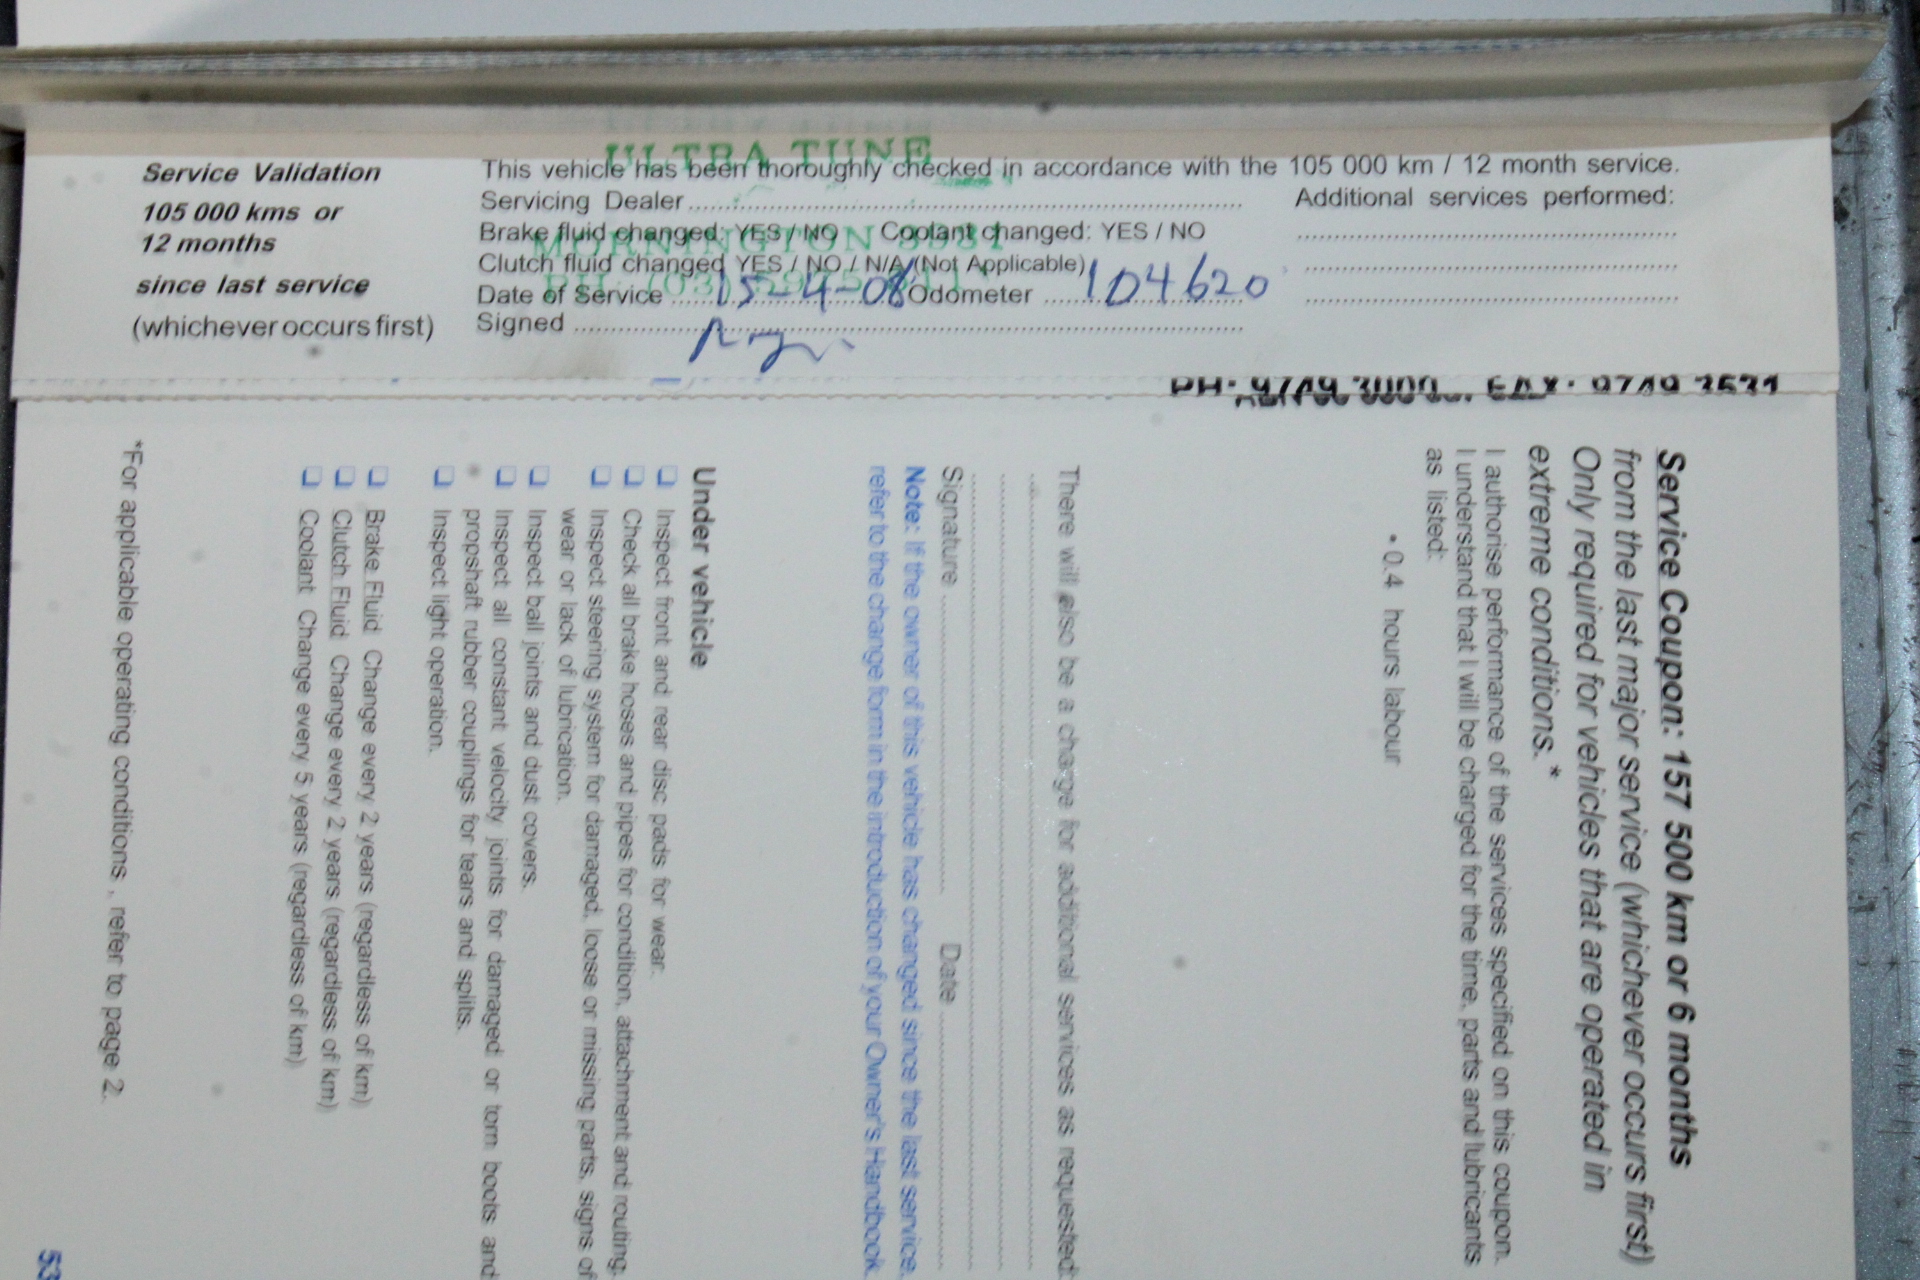 ULTRA TUNE
Service Validation
105 000 kms or
12 months
since last service
(whichever occurs first)
This vehicle has been thoroughly checked in accordance with the 105 000 km / 12 month service.
Servicing Dealer
Additional services performed:
Brake fluid changed: YES / NO Coolant changed: YES / NO
MORNINGTON 3931
Clutch fluid changed YES / NO / N/A (Not Applicable)
PH: (03)
Date of Service 15-4-08 Odometer 104620
Signed
PH: 9749 3000 FAX: 9749 3531
Service Coupon: 157 500 km or 6 months
from the last major service (whichever occurs first)
Only required for vehicles that are operated in
extreme conditions.*
I authorise performance of the services specified on this coupon.
I understand that I will be charged for the time, parts and lubricants
as listed:
• 0.4 hours labour
There will also be a charge for additional services as requested:
Signature Date
Note: If the owner of this vehicle has changed since the last service,
refer to the change form in the introduction of your Owner's Handbook.
Under vehicle
❑ Inspect front and rear disc pads for wear.
❑ Check all brake hoses and pipes for condition, attachment and routing.
❑ Inspect steering system for damaged, loose or missing parts, signs of
wear or lack of lubrication.
❑ Inspect ball joints and dust covers.
❑ Inspect all constant velocity joints for damaged or torn boots and
propshaft rubber couplings for tears and splits.
❑ Inspect light operation.
❑ Brake Fluid Change every 2 years (regardless of km)
❑ Clutch Fluid Change every 2 years (regardless of km)
❑ Coolant Change every 5 years (regardless of km)
*For applicable operating conditions, refer to page 2.
53